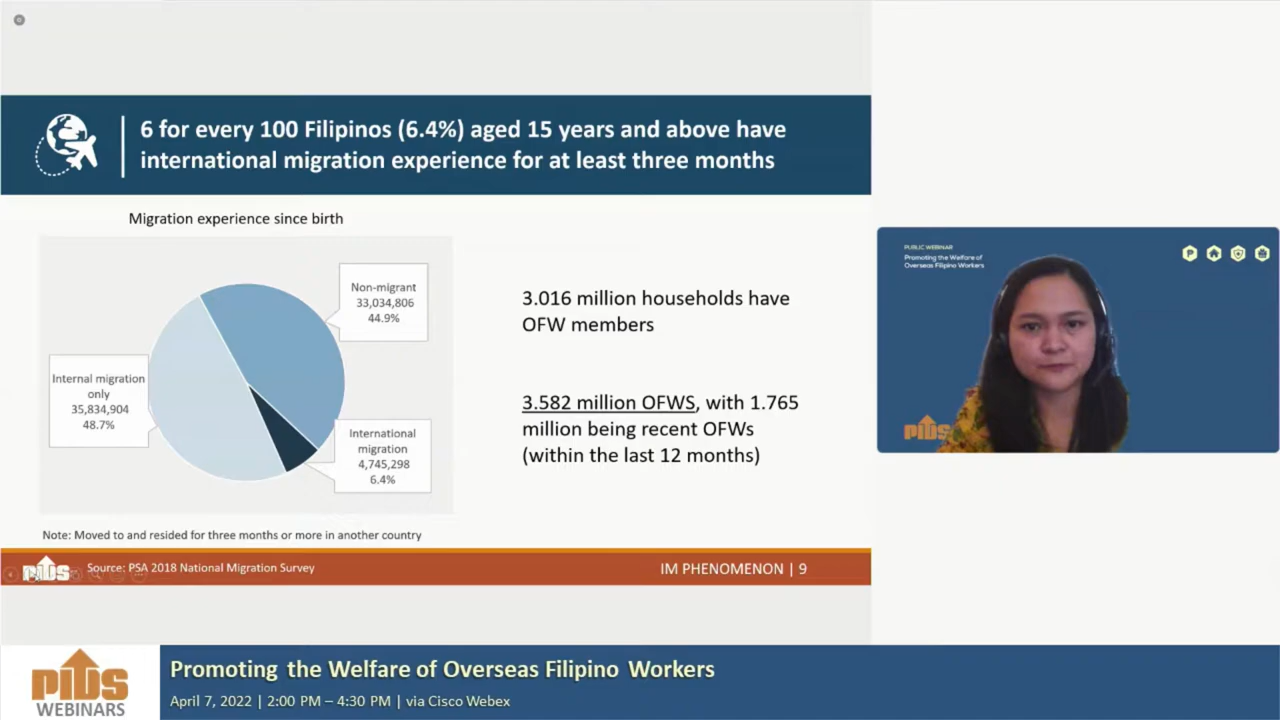 6 for every 100 Filipinos (6.4%) aged 15 years and above have
international migration experience for at least three months
Migration experience since birth
Non-migrant
33,034,806
44.9%
Internal migration
only
35,834,904
48.7%
International
migration
4,745,298
6.4%
3.016 million households have
OFW members
3.582 million OFWS, with 1.765
million being recent OFWs
(within the last 12 months)
Note: Moved to and resided for three months or more in another country
PIDS
Source: PSA 2018 National Migration Survey
IM PHENOMENON | 9
PUBLIC WEBINAR
Promoting the Welfare of
Overseas Filipino Workers
P
PIDS
PIDS
WEBINARS
Promoting the Welfare of Overseas Filipino Workers
April 7, 2022 | 2:00 PM – 4:30 PM | via Cisco Webex